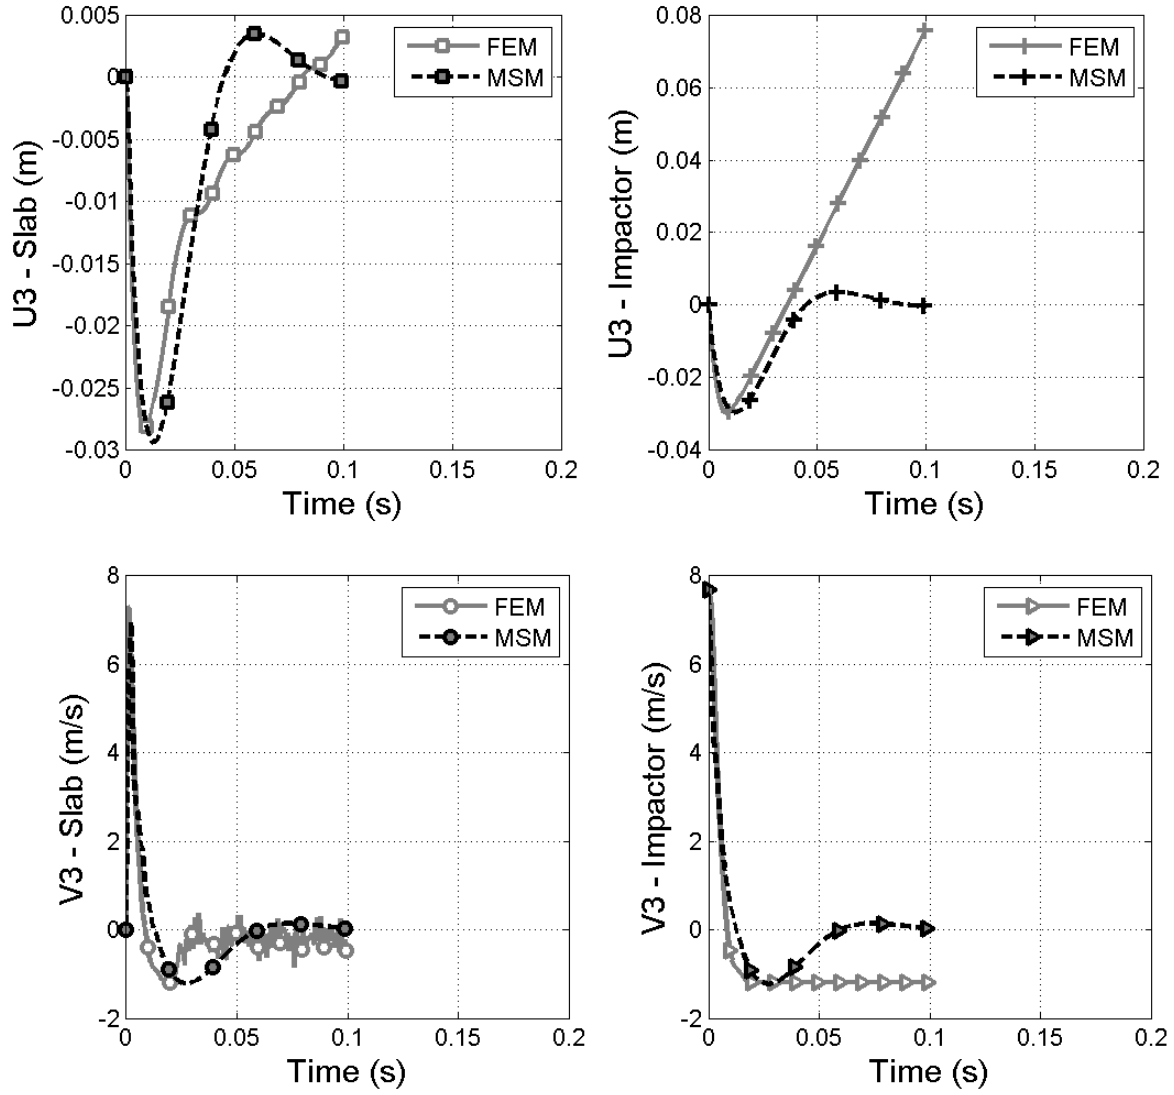 0.005
0
-0.005
-0.01
-0.015
-0.02
-0.025
-0.03
U3 - Slab (m)
FEM
MSM
0 0.05 0.1 0.15 0.2
Time (s)
0.08
0.06
0.04
0.02
0
-0.02
-0.04
U3 - Impactor (m)
FEM
MSM
0 0.05 0.1 0.15 0.2
Time (s)
8
6
4
2
0
-2
V3 - Slab (m/s)
FEM
MSM
0 0.05 0.1 0.15 0.2
Time (s)
8
6
4
2
0
-2
V3 - Impactor (m/s)
FEM
MSM
0 0.05 0.1 0.15 0.2
Time (s)